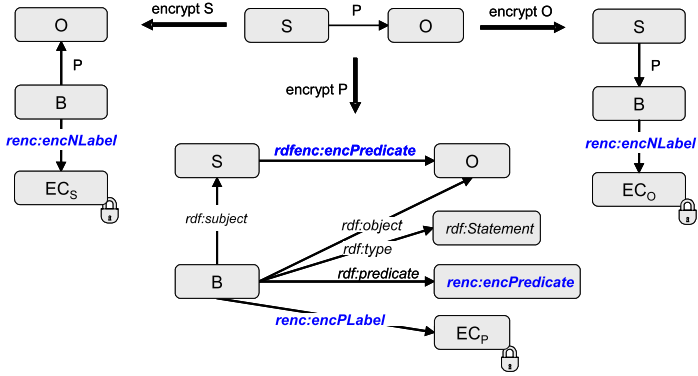 encrypt S
S
P
O
encrypt O
O
P
B
renc:encNLabel
EC_S
encrypt P
S
P
B
renc:encNLabel
EC_O
S
rdfenc:encPredicate
O
rdf:subject
rdf:object
rdf:type
rdf:Statement
B
rdf:predicate
renc:encPredicate
renc:encPLabel
EC_P